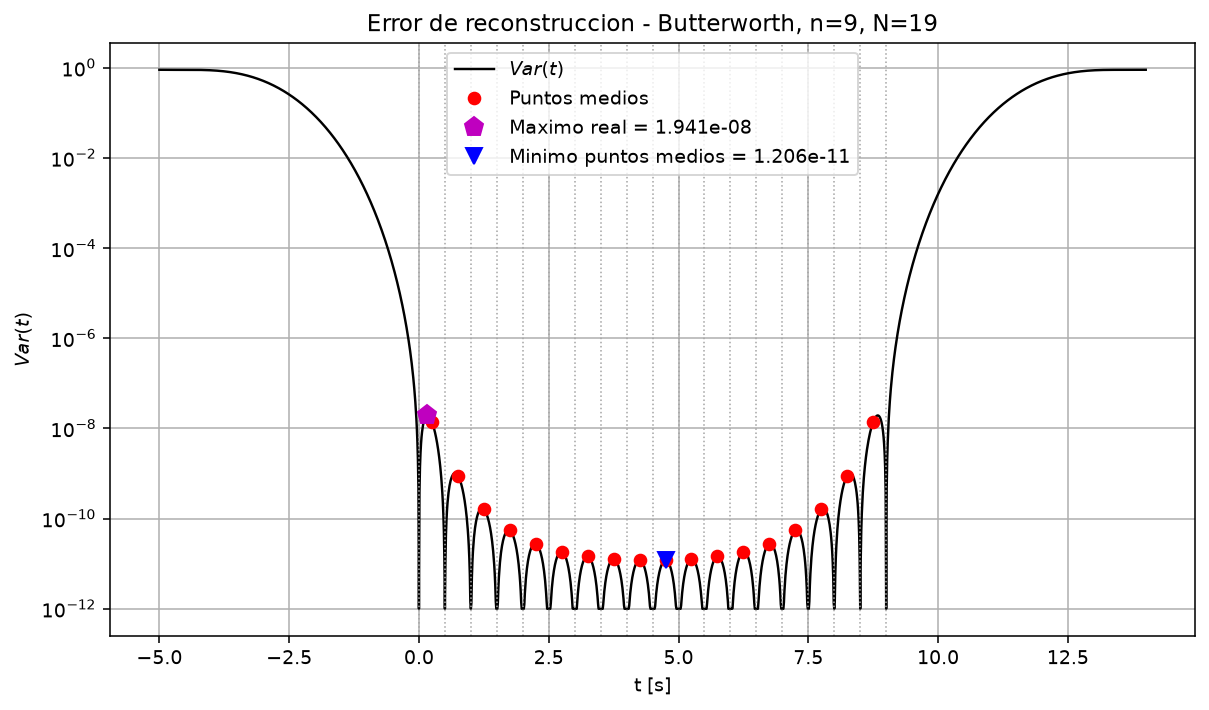 Error de reconstruccion - Butterworth, n=9, N=19
Var(t)
Puntos medios
Maximo real = 1.941e-08
Minimo puntos medios = 1.206e-11
10⁰
10⁻²
10⁻⁴
10⁻⁶
10⁻⁸
10⁻¹⁰
10⁻¹²
Var(t)
−5.0 −2.5 0.0 2.5 5.0 7.5 10.0 12.5
t [s]